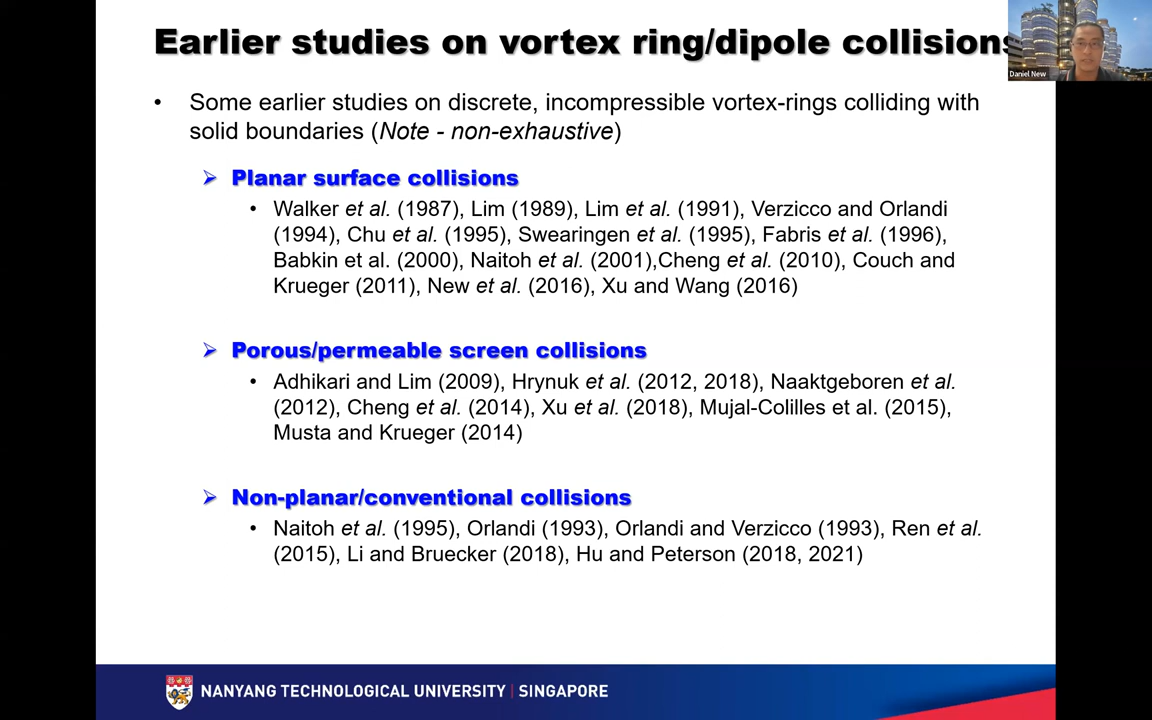 Earlier studies on vortex ring/dipole collisions
Daniel New
• Some earlier studies on discrete, incompressible vortex-rings colliding with
solid boundaries (Note - non-exhaustive)
➢ Planar surface collisions
• Walker et al. (1987), Lim (1989), Lim et al. (1991), Verzicco and Orlandi
(1994), Chu et al. (1995), Swearingen et al. (1995), Fabris et al. (1996),
Babkin et al. (2000), Naitoh et al. (2001),Cheng et al. (2010), Couch and
Krueger (2011), New et al. (2016), Xu and Wang (2016)
➢ Porous/permeable screen collisions
• Adhikari and Lim (2009), Hrynuk et al. (2012, 2018), Naaktgeboren et al.
(2012), Cheng et al. (2014), Xu et al. (2018), Mujal-Colilles et al. (2015),
Musta and Krueger (2014)
➢ Non-planar/conventional collisions
• Naitoh et al. (1995), Orlandi (1993), Orlandi and Verzicco (1993), Ren et al.
(2015), Li and Bruecker (2018), Hu and Peterson (2018, 2021)
NANYANG TECHNOLOGICAL UNIVERSITY | SINGAPORE